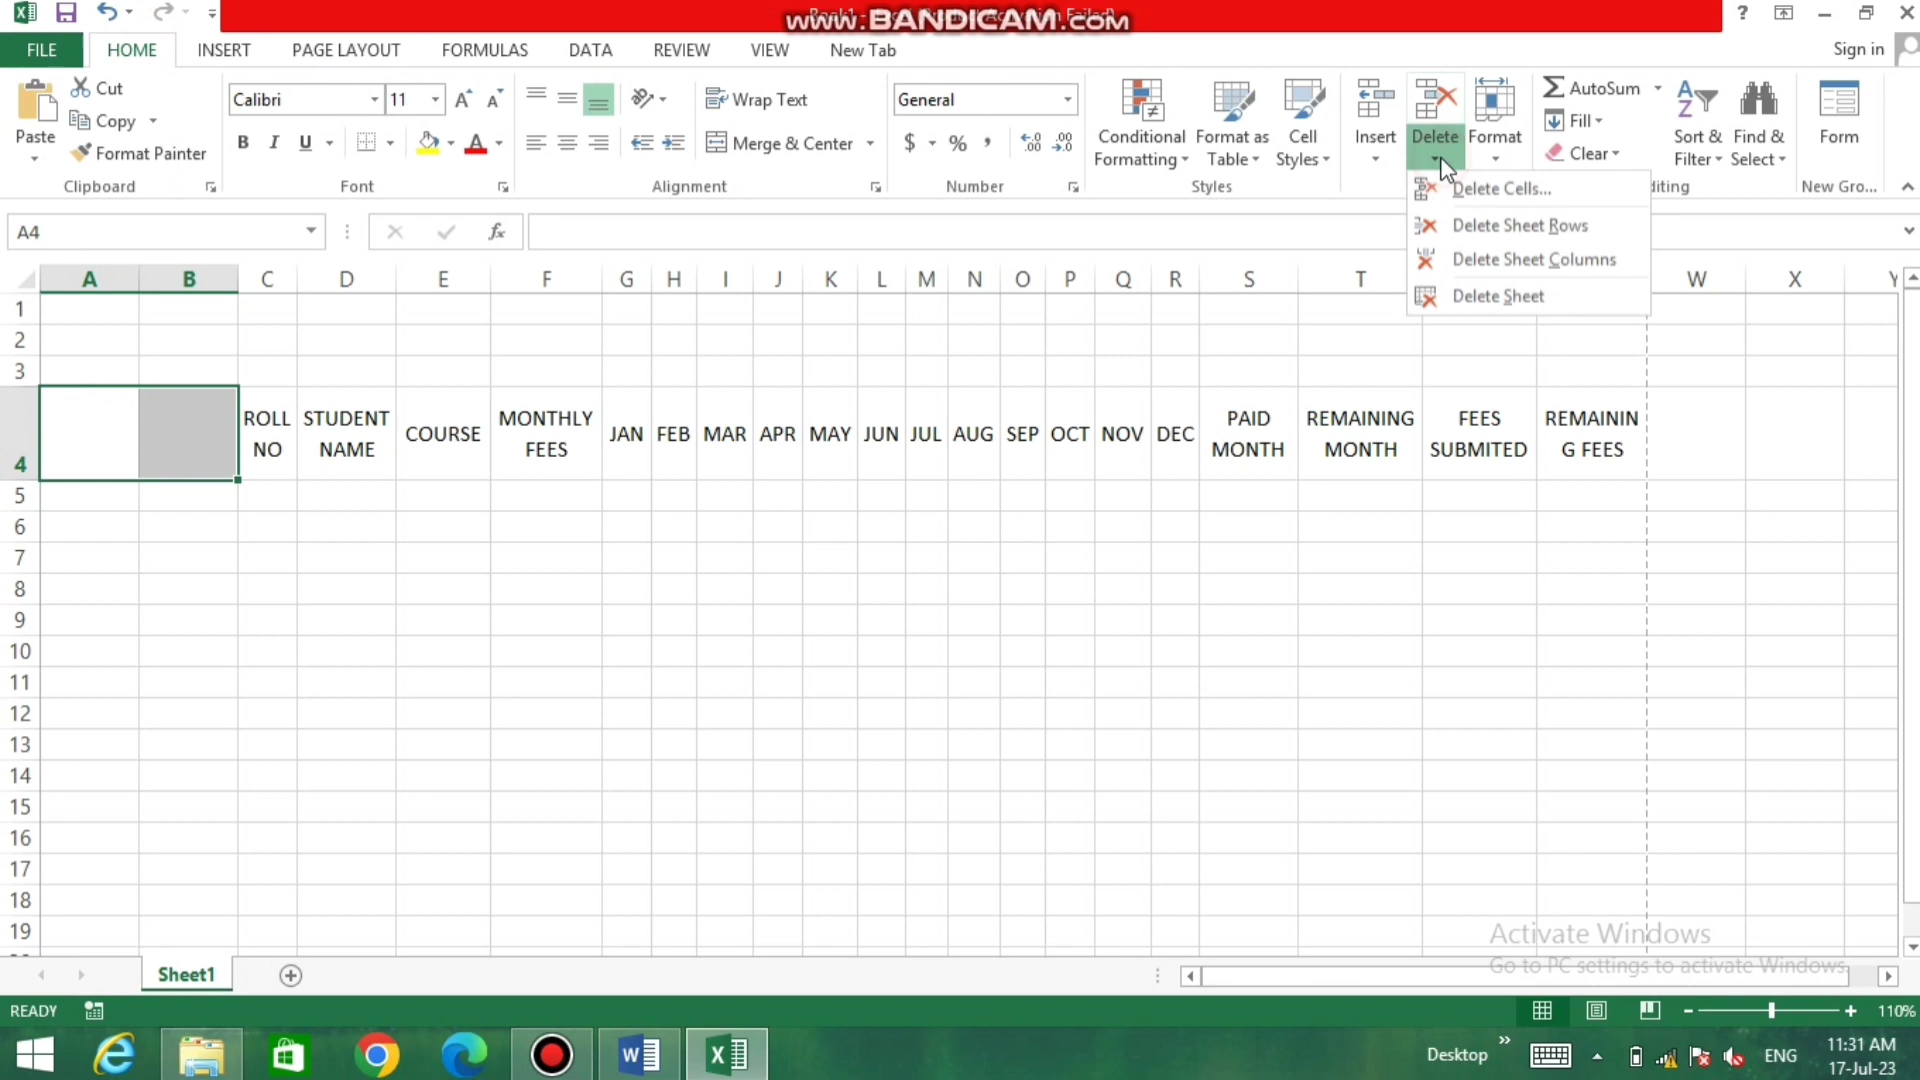 www.BANDICAM.com
FILE HOME INSERT PAGE LAYOUT FORMULAS DATA REVIEW VIEW New Tab Sign in
Paste
Cut
Copy
Format Painter
Clipboard
Calibri 11
B I U
Font
Wrap Text
Merge & Center
Alignment
General
$ % ,
Number
Conditional Formatting
Format as Table
Cell Styles
Styles
Insert Delete Format
AutoSum
Fill
Clear
Sort & Filter
Find & Select
Form
New Gro...
Delete Cells...
Delete Sheet Rows
Delete Sheet Columns
Delete Sheet
A4
fx
A B C D E F G H I J K L M N O P Q R S T W X Y
1
2
3
4
ROLL NO
STUDENT NAME
COURSE
MONTHLY FEES
JAN FEB MAR APR MAY JUN JUL AUG SEP OCT NOV DEC
PAID MONTH
REMAINING MONTH
FEES SUBMITED
REMAININ
G FEES
5
6
7
8
9
10
11
12
13
14
15
16
17
18
19
Activate Windows
Go to PC settings to activate Windows.
Sheet1
READY
110%
Desktop
ENG
11:31 AM
17-Jul-23